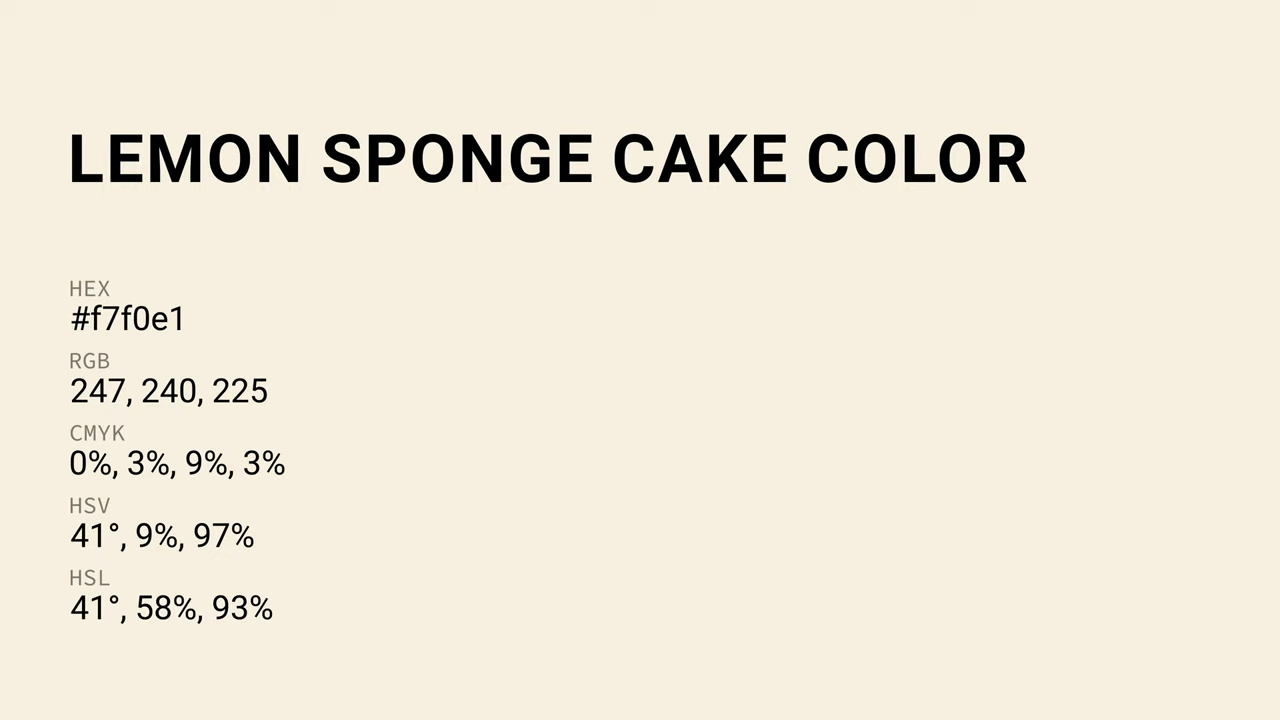 LEMON SPONGE CAKE COLOR
HEX
#f7f0e1
RGB
247, 240, 225
CMYK
0%, 3%, 9%, 3%
HSV
41°, 9%, 97%
HSL
41°, 58%, 93%